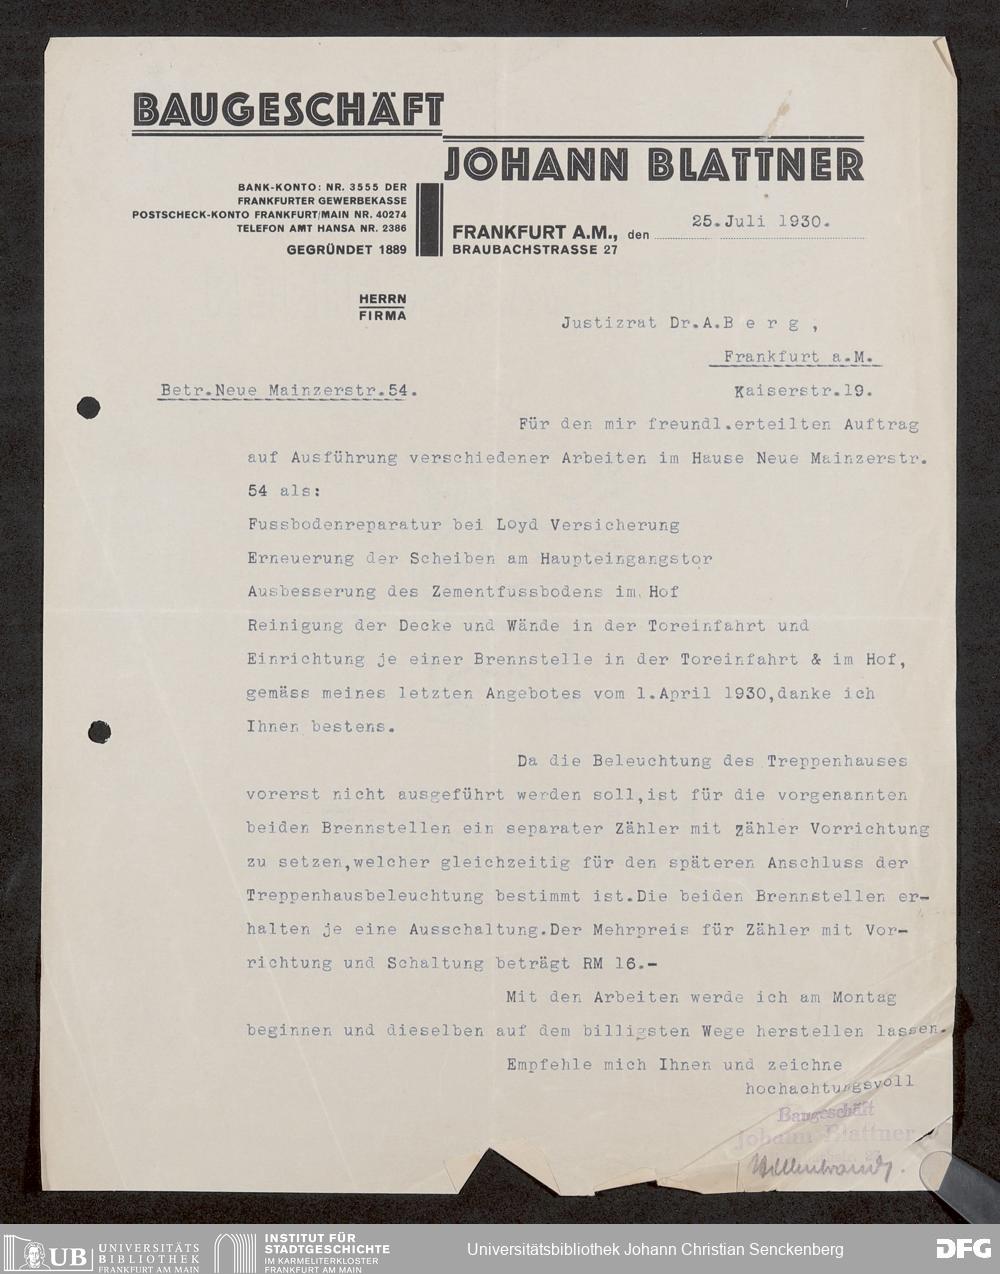 BAUGESCHÄFT
JOHANN BLATTNER
BANK-KONTO: NR. 3555 DER
FRANKFURTER GEWERBEKASSE
POSTSCHECK-KONTO FRANKFURT/MAIN NR. 40274
TELEFON AMT HANSA NR. 2386
GEGRÜNDET 1889
FRANKFURT A.M., den 25.Juli 1930.
BRAUBACHSTRASSE 27
HERRN
FIRMA
Justizrat Dr.A.B e r g ,
Frankfurt a.M.
Betr.Neue Mainzerstr.54. Kaiserstr.19.
Für den mir freundl.erteilten Auftrag
auf Ausführung verschiedener Arbeiten im Hause Neue Mainzerstr.
54 als:
Fussbodenreparatur bei Loyd Versicherung
Erneuerung der Scheiben am Haupteingangstor
Ausbesserung des Zementfussbodens im Hof
Reinigung der Decke und Wände in der Toreinfahrt und
Einrichtung je einer Brennstelle in der Toreinfahrt & im Hof,
gemäss meines letzten Angebotes vom 1.April 1930,danke ich
Ihnen bestens.
Da die Beleuchtung des Treppenhauses
vorerst nicht ausgeführt werden soll,ist für die vorgenannten
beiden Brennstellen ein separater Zähler mit zähler Vorrichtung
zu setzen,welcher gleichzeitig für den späteren Anschluss der
Treppenhausbeleuchtung bestimmt ist.Die beiden Brennstellen er-
halten je eine Ausschaltung.Der Mehrpreis für Zähler mit Vor-
richtung und Schaltung beträgt RM 16.-
Mit den Arbeiten werde ich am Montag
beginnen und dieselben auf dem billigsten Wege herstellen lassen.
Empfehle mich Ihnen und zeichne
hochachtungsvoll
Baugeschäft
Johann Blattner
UB UNIVERSITÄTS
BIBLIOTHEK
FRANKFURT AM MAIN
INSTITUT FÜR
STADTGESCHICHTE
IM KARMELITERKLOSTER
FRANKFURT AM MAIN
Universitätsbibliothek Johann Christian Senckenberg
DFG